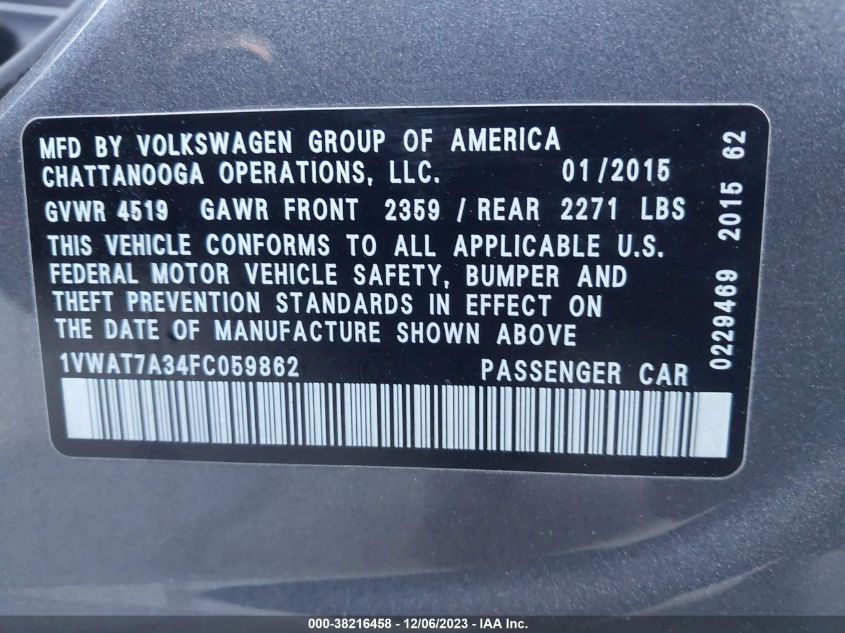 MFD BY VOLKSWAGEN GROUP OF AMERICA
CHATTANOOGA OPERATIONS, LLC. 01/2015
GVWR 4519 GAWR FRONT 2359 / REAR 2271 LBS
THIS VEHICLE CONFORMS TO ALL APPLICABLE U.S.
FEDERAL MOTOR VEHICLE SAFETY, BUMPER AND
THEFT PREVENTION STANDARDS IN EFFECT ON
THE DATE OF MANUFACTURE SHOWN ABOVE
1VWAT7A34FC059862 PASSENGER CAR
0229469 2015 62
000-38216458 - 12/06/2023 - © IAA Holdings, LLC.